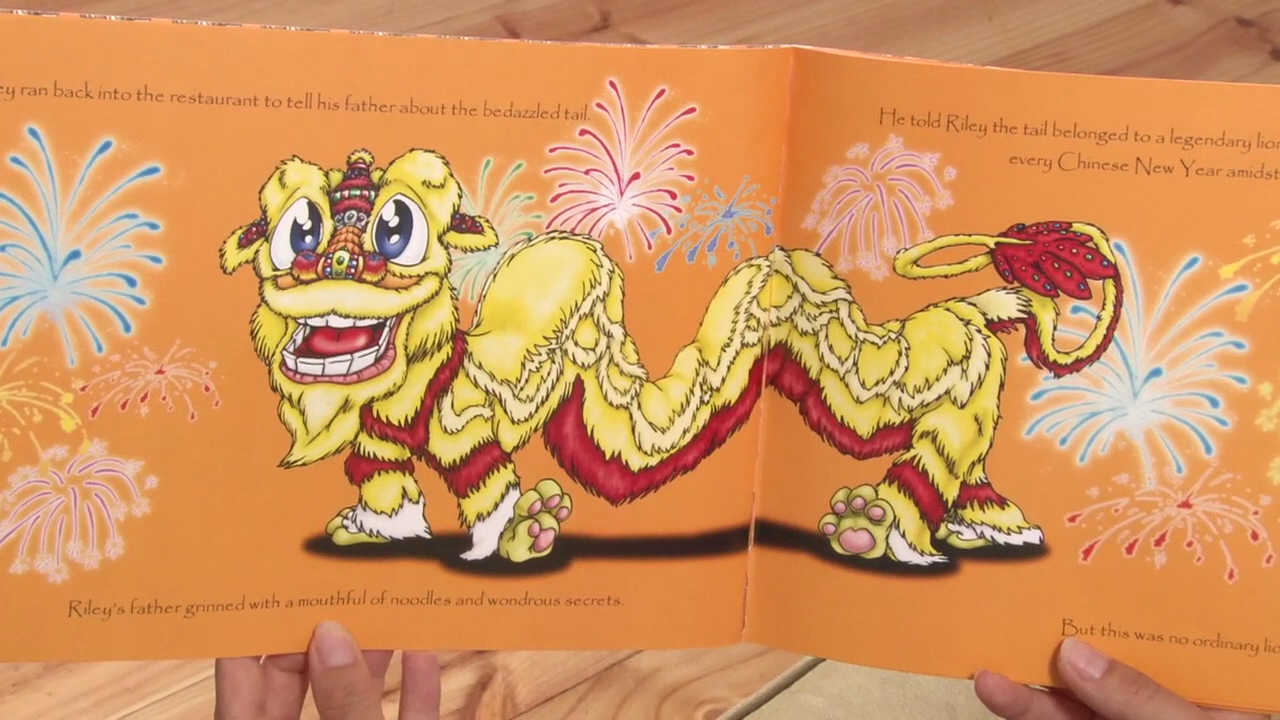 ran back into the restaurant to tell his father about the bedazzled tail.
Riley's father grinned with a mouthful of noodles and wondrous secrets.
He told Riley the tail belonged to a legendary
every Chinese New Year amidst
But this was no ordinary